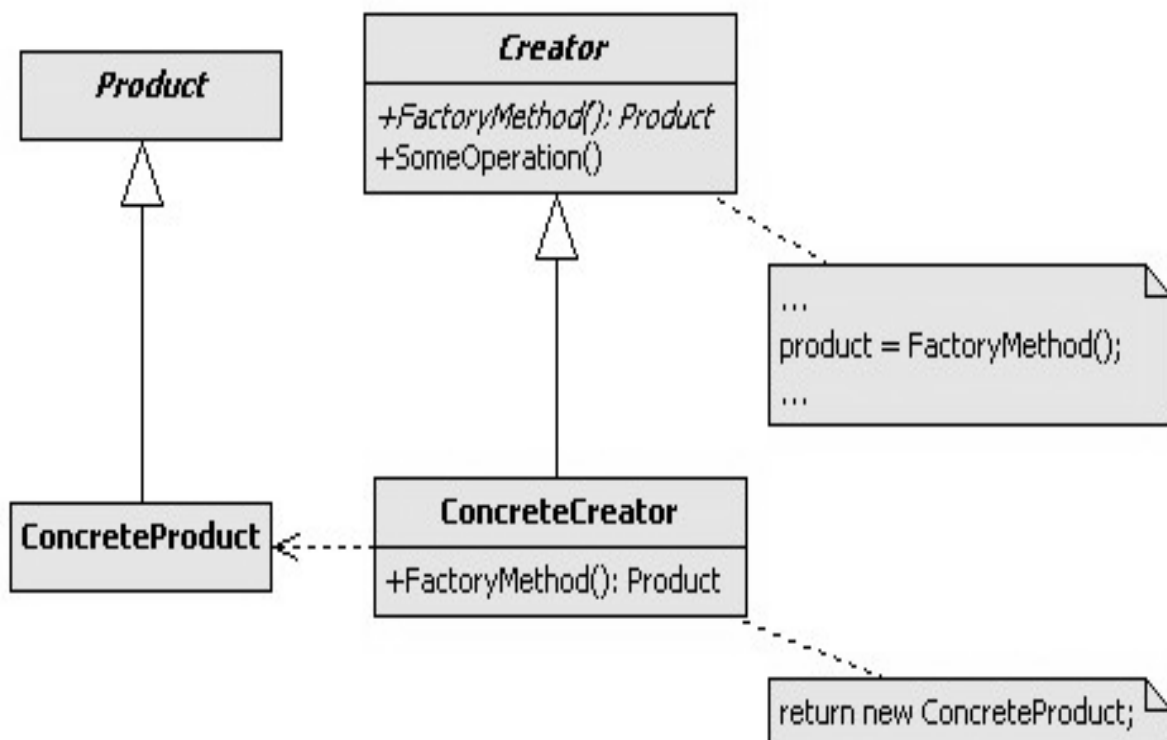 Product
Creator
+FactoryMethod(): Product
+SomeOperation()
...
product = FactoryMethod();
...
ConcreteProduct
ConcreteCreator
+FactoryMethod(): Product
return new ConcreteProduct;